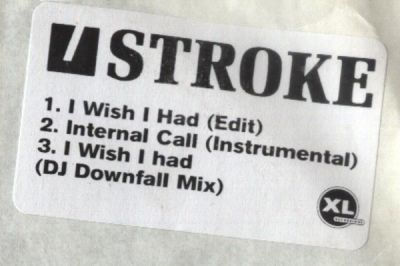 STROKE
1. I Wish I Had (Edit)
2. Internal Call (Instrumental)
3. I Wish I had
(DJ Downfall Mix)
XL